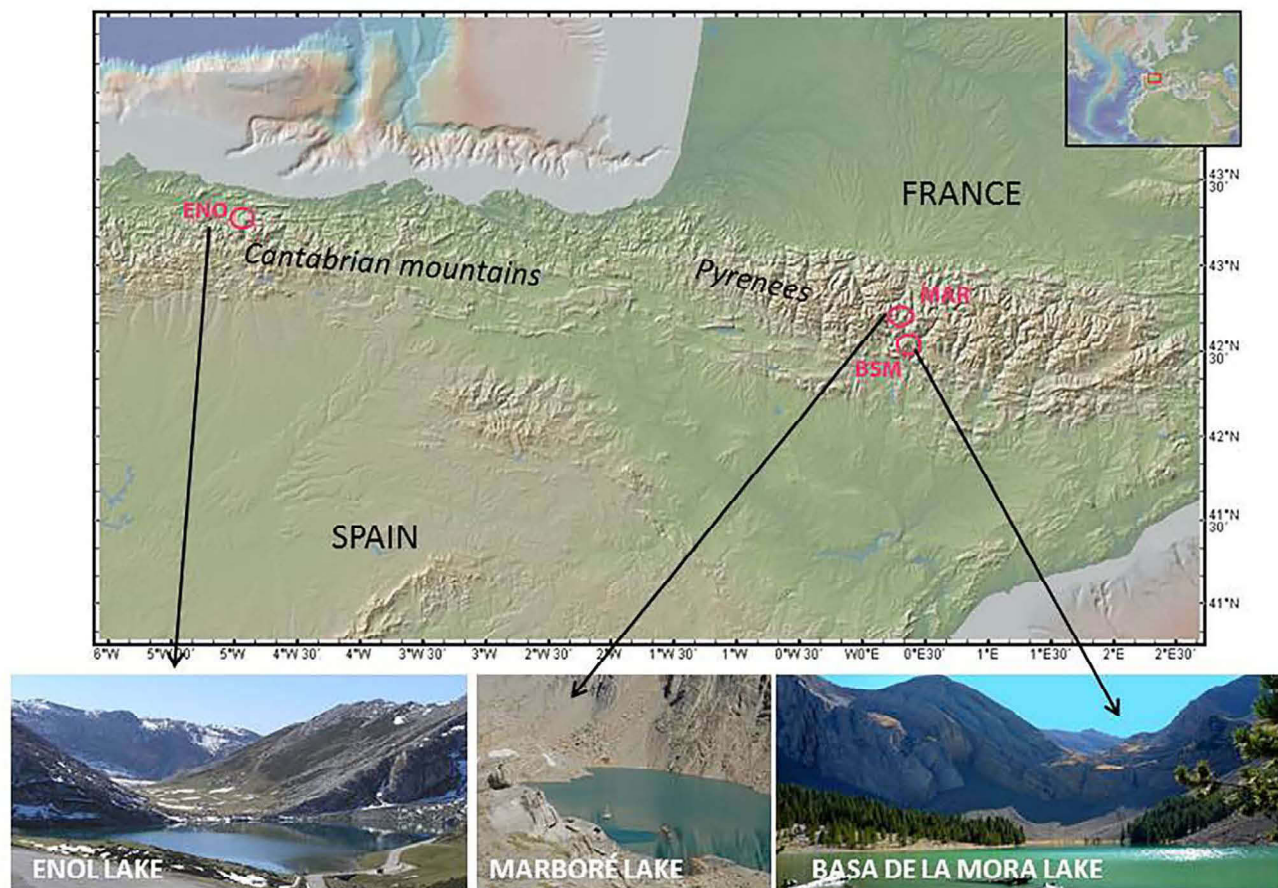 FRANCE
ENO
Cantabrian mountains
Pyrenees
MAR
BSM
SPAIN
43°N
30'
43°N
42°N
30'
42°N
41°N
30'
41°N
6°W
5°W 30'
5°W
4°W 30'
4°W
3°W 30'
3°W
2°W 30'
2°W
1°W 30'
1°W
0°W 30'
W0°E
0°E 30'
1°E
1°E30'
2°E
2°E30'
ENOL LAKE
MARBORÉ LAKE
BASA DE LA MORA LAKE